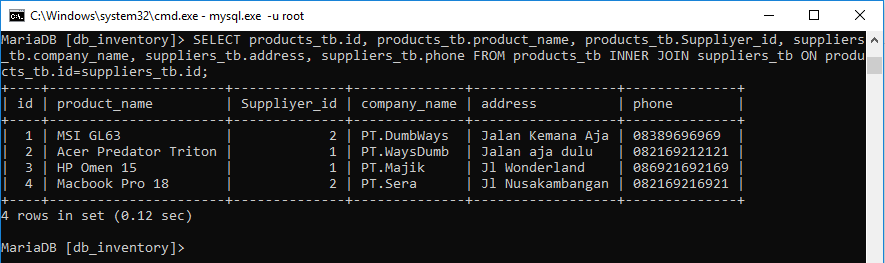 C:\Windows\system32\cmd.exe - mysql.exe -u root
MariaDB [db_inventory]> SELECT products_tb.id, products_tb.product_name, products_tb.Suppliyer_id, suppliers
_tb.company_name, suppliers_tb.address, suppliers_tb.phone FROM products_tb INNER JOIN suppliers_tb ON produ
cts_tb.id=suppliers_tb.id;
+----+----------------------+--------------+--------------+------------------+--------------+
| id | product_name         | Suppliyer_id | company_name | address          | phone        |
+----+----------------------+--------------+--------------+------------------+--------------+
|  1 | MSI GL63             |            2 | PT.DumbWays  | Jalan Kemana Aja | 08389696969  |
|  2 | Acer Predator Triton |            1 | PT.WaysDumb  | Jalan aja dulu   | 082169212121 |
|  3 | HP Omen 15           |            1 | PT.Majik     | Jl Wonderland    | 086921692169 |
|  4 | Macbook Pro 18       |            2 | PT.Sera      | Jl Nusakambangan | 082169216921 |
+----+----------------------+--------------+--------------+------------------+--------------+
4 rows in set (0.12 sec)
MariaDB [db_inventory]>